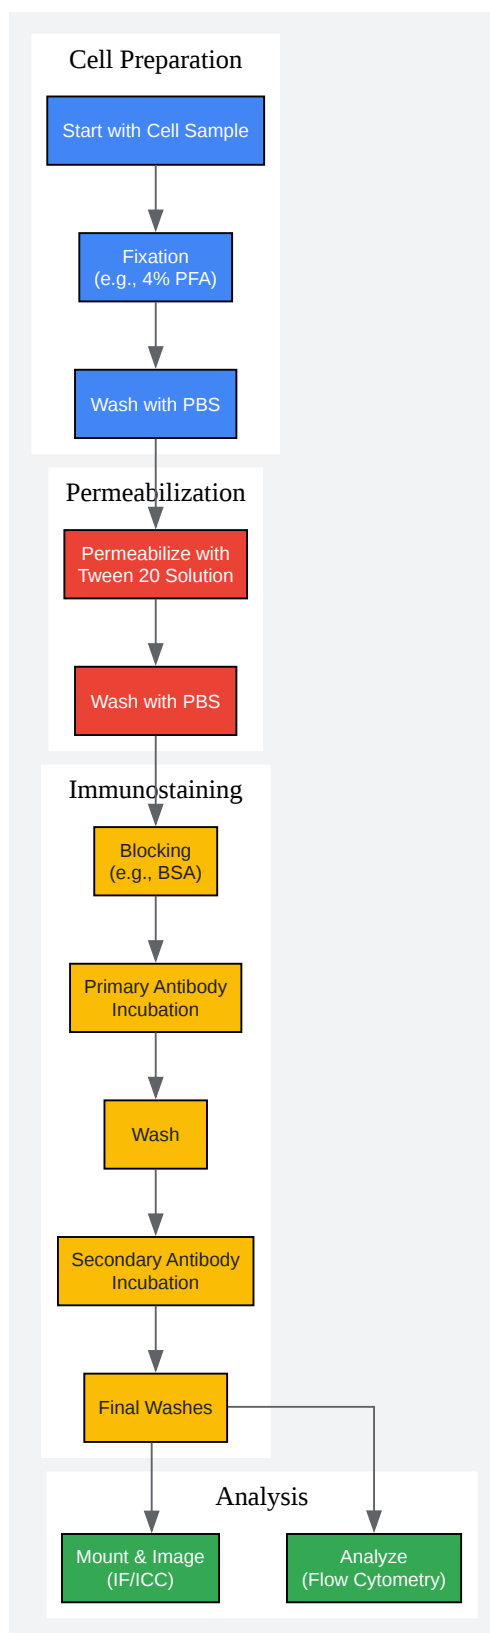 Cell Preparation
Start with Cell Sample
Fixation
(e.g., 4% PFA)
Wash with PBS
Permeabilization
Permeabilize with
Tween 20 Solution
Wash with PBS
Immunostaining
Blocking
(e.g., BSA)
Primary Antibody
Incubation
Wash
Secondary Antibody
Incubation
Final Washes
Analysis
Mount & Image
(IF/ICC)
Analyze
(Flow Cytometry)